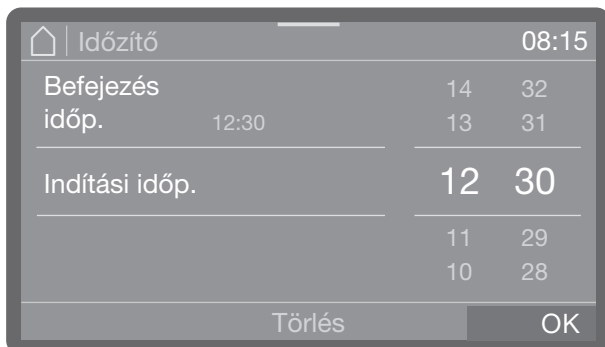 Időzítő 08:15
Befejezés
időp. 12:30
14 32
13 31
Indítási időp. 12 30
11 29
10 28
Törlés OK